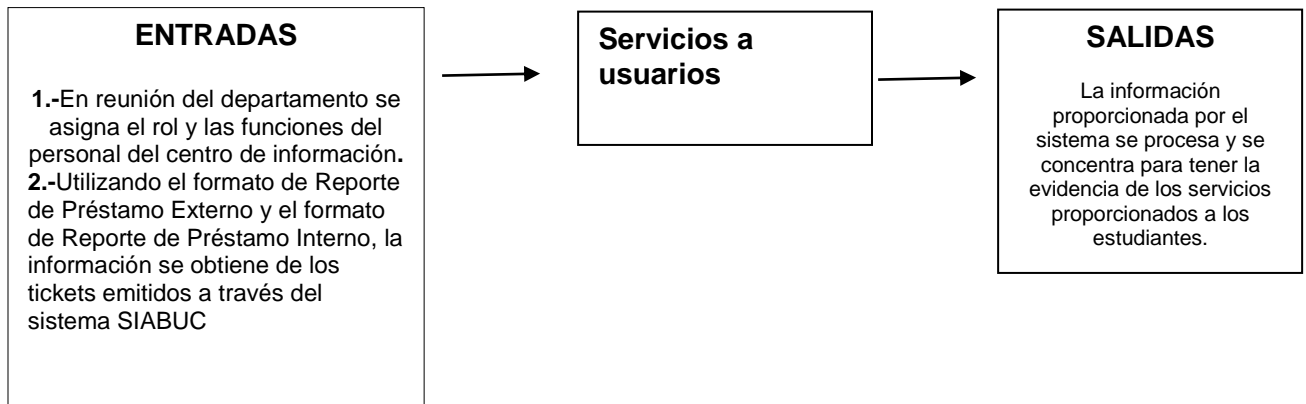 ENTRADAS
1.-En reunión del departamento se
asigna el rol y las funciones del
personal del centro de información.
2.-Utilizando el formato de Reporte
de Préstamo Externo y el formato
de Reporte de Préstamo Interno, la
información se obtiene de los
tickets emitidos a través del
sistema SIABUC
Servicios a
usuarios
SALIDAS
La información
proporcionada por el
sistema se procesa y se
concentra para tener la
evidencia de los servicios
proporcionados a los
estudiantes.